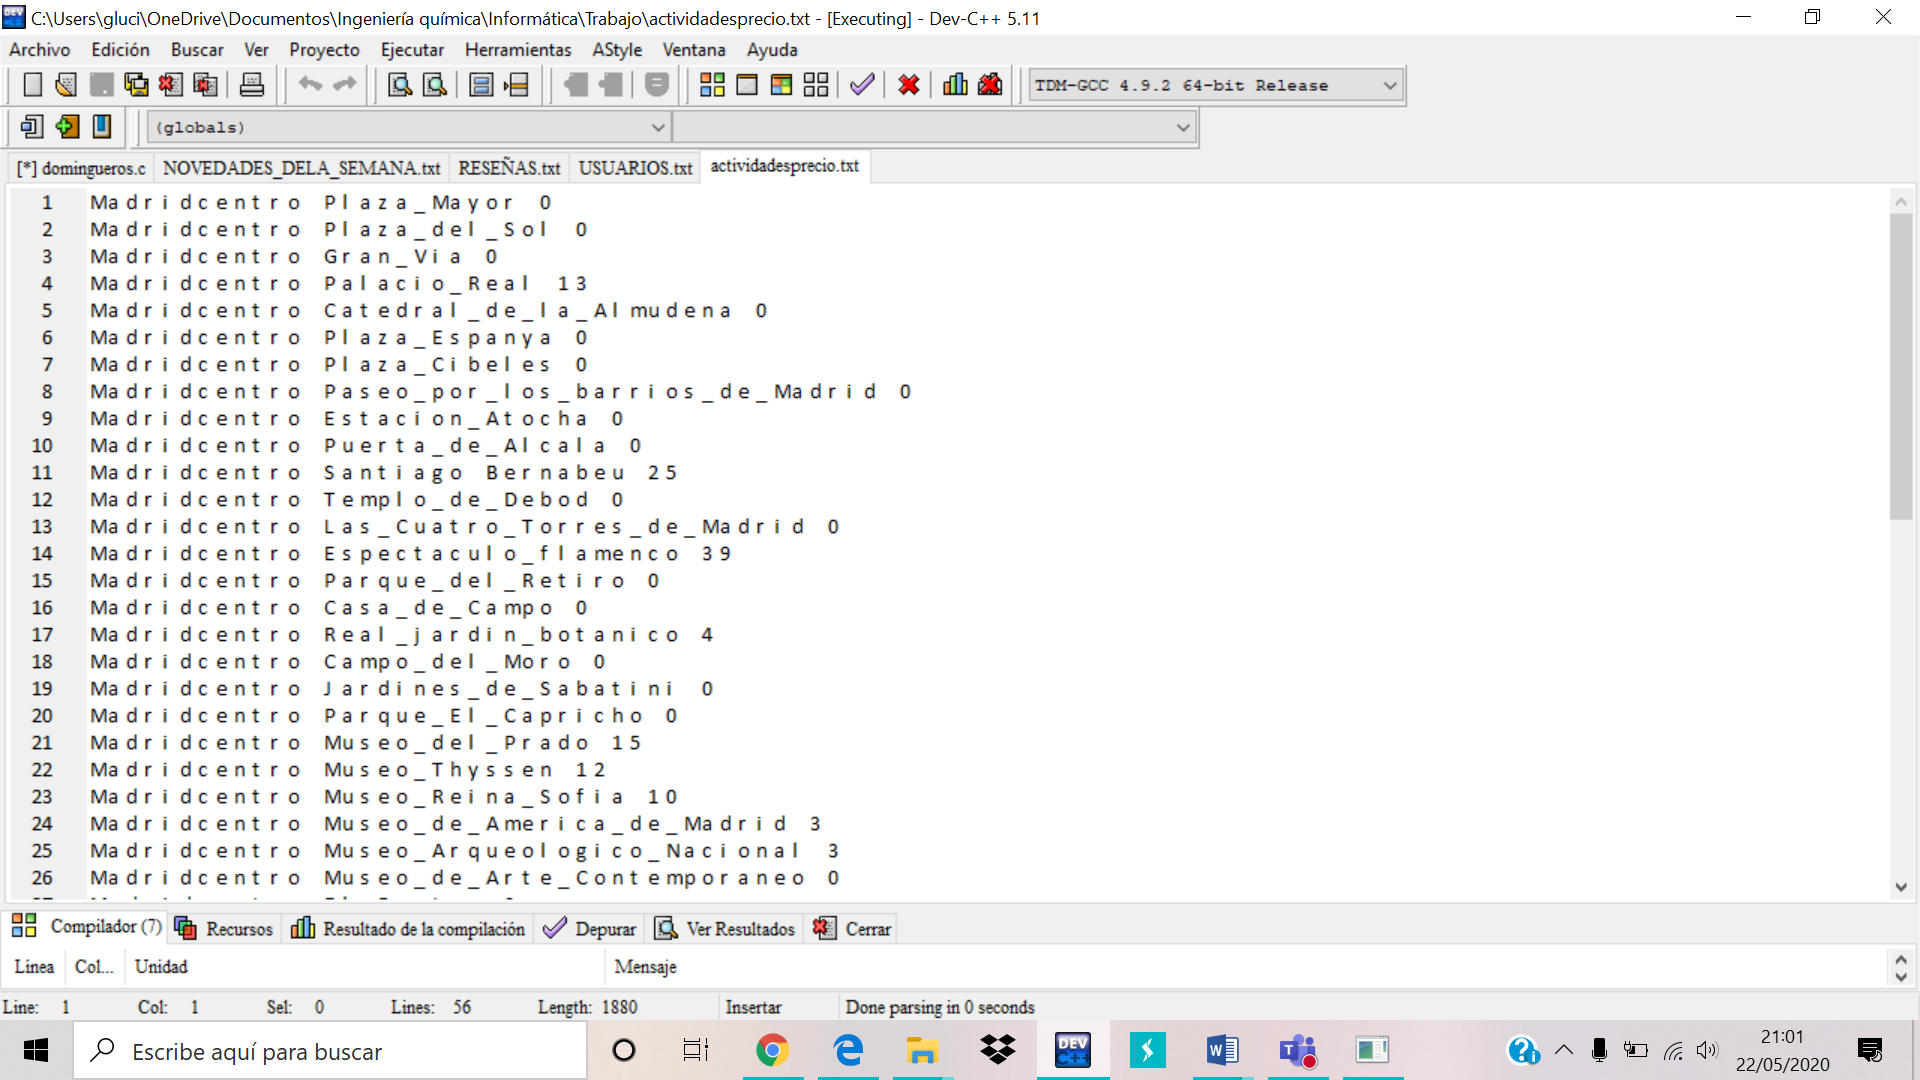 C:\Users\gluci\OneDrive\Documentos\Ingeniería química\Informática\Trabajo\actividadesprecio.txt - [Executing] - Dev-C++ 5.11
Archivo Edición Buscar Ver Proyecto Ejecutar Herramientas AStyle Ventana Ayuda
TDM-GCC 4.9.2 64-bit Release
(globals)
[*] domingueros.c NOVEDADES_DELA_SEMANA.txt RESEÑAS.txt USUARIOS.txt actividadesprecio.txt
1 Madridcentro Plaza_Mayor 0
2 Madridcentro Plaza_del_Sol 0
3 Madridcentro Gran_Via 0
4 Madridcentro Palacio_Real 13
5 Madridcentro Catedral_de_la_Almudena 0
6 Madridcentro Plaza_Espanya 0
7 Madridcentro Plaza_Cibeles 0
8 Madridcentro Paseo_por_los_barrios_de_Madrid 0
9 Madridcentro Estacion_Atocha 0
10 Madridcentro Puerta_de_Alcala 0
11 Madridcentro Santiago Bernabeu 25
12 Madridcentro Templo_de_Debod 0
13 Madridcentro Las_Cuatro_Torres_de_Madrid 0
14 Madridcentro Espectaculo_flamenco 39
15 Madridcentro Parque_del_Retiro 0
16 Madridcentro Casa_de_Campo 0
17 Madridcentro Real_jardin_botanico 4
18 Madridcentro Campo_del_Moro 0
19 Madridcentro Jardines_de_Sabatini 0
20 Madridcentro Parque_El_Capricho 0
21 Madridcentro Museo_del_Prado 15
22 Madridcentro Museo_Thyssen 12
23 Madridcentro Museo_Reina_Sofia 10
24 Madridcentro Museo_de_America_de_Madrid 3
25 Madridcentro Museo_Arqueologico_Nacional 3
26 Madridcentro Museo_de_Arte_Contemporaneo 0
Compilador (7) Recursos Resultado de la compilación Depurar Ver Resultados Cerrar
Línea Col... Unidad Mensaje
Line: 1 Col: 1 Sel: 0 Lines: 56 Length: 1880 Insertar Done parsing in 0 seconds
Escribe aquí para buscar
DEV C++
21:01
22/05/2020